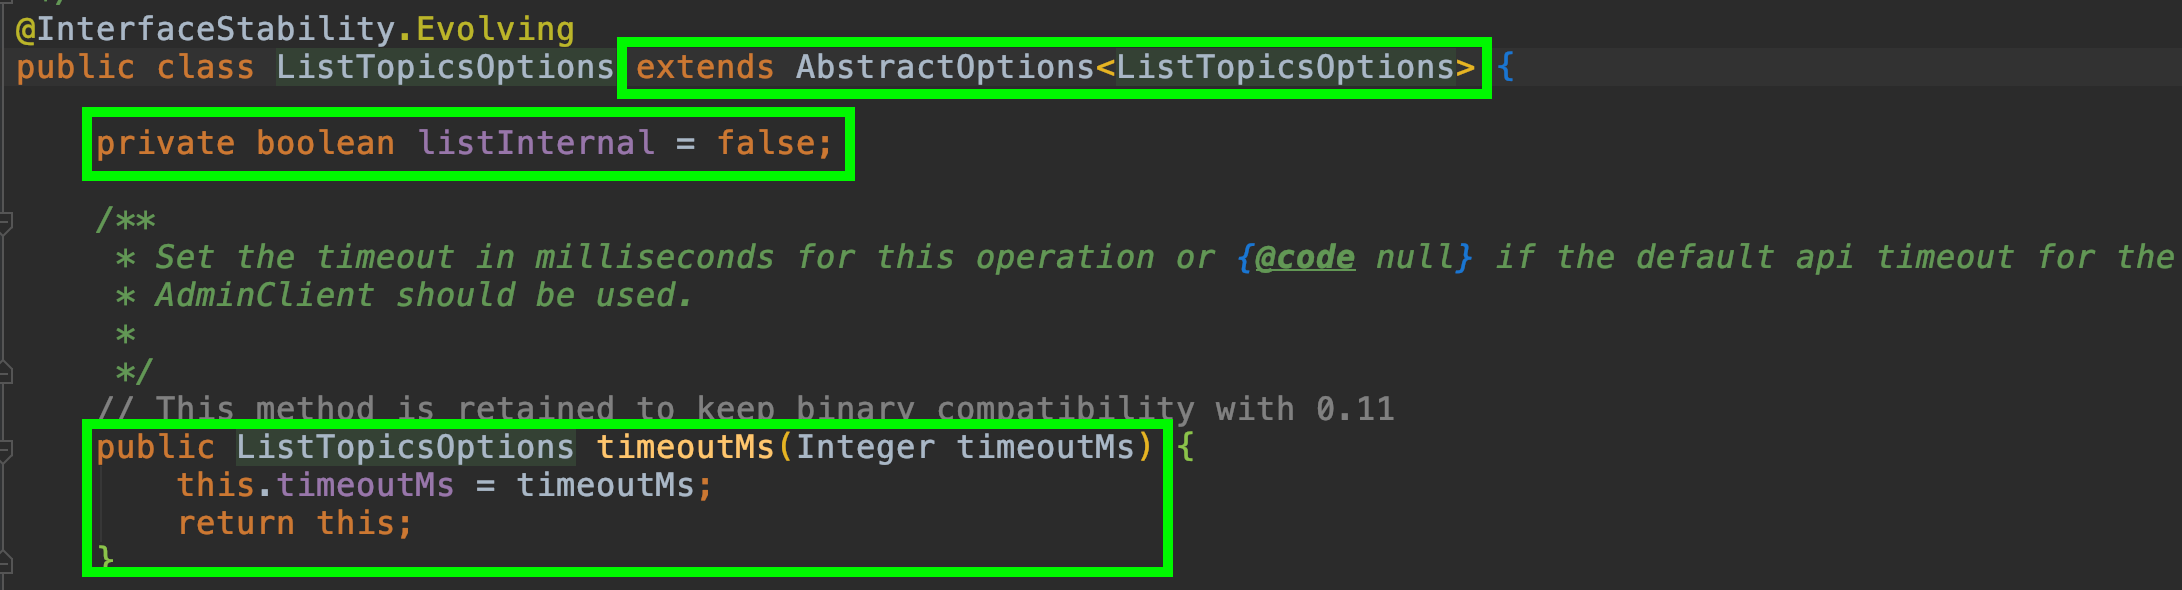 */
@InterfaceStability.Evolving
public class ListTopicsOptions extends AbstractOptions<ListTopicsOptions> {
private boolean listInternal = false;
/**
* Set the timeout in milliseconds for this operation or {@code null} if the default api timeout for the
* AdminClient should be used.
*
*/
// This method is retained to keep binary compatibility with 0.11
public ListTopicsOptions timeoutMs(Integer timeoutMs) {
this.timeoutMs = timeoutMs;
return this;
}